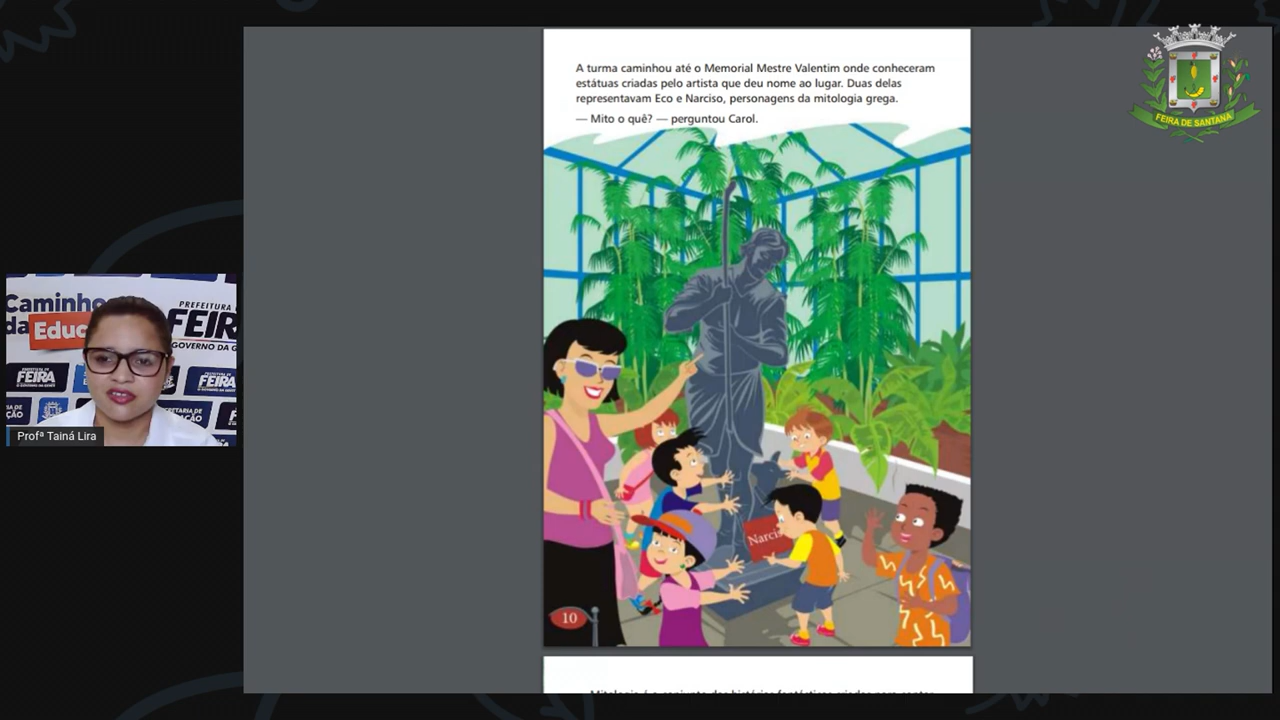 A turma caminhou até o Memorial Mestre Valentim onde conheceram
estátuas criadas pelo artista que deu nome ao lugar. Duas delas
representavam Eco e Narciso, personagens da mitologia grega.
— Mito o quê? — perguntou Carol.
FEIRA DE SANTANA
Caminho
da Educ
PREFEITURA
FEIR
GOVERNO DA
FEIRA
FEIRA
Profª Tainá Lira
Narcis
10